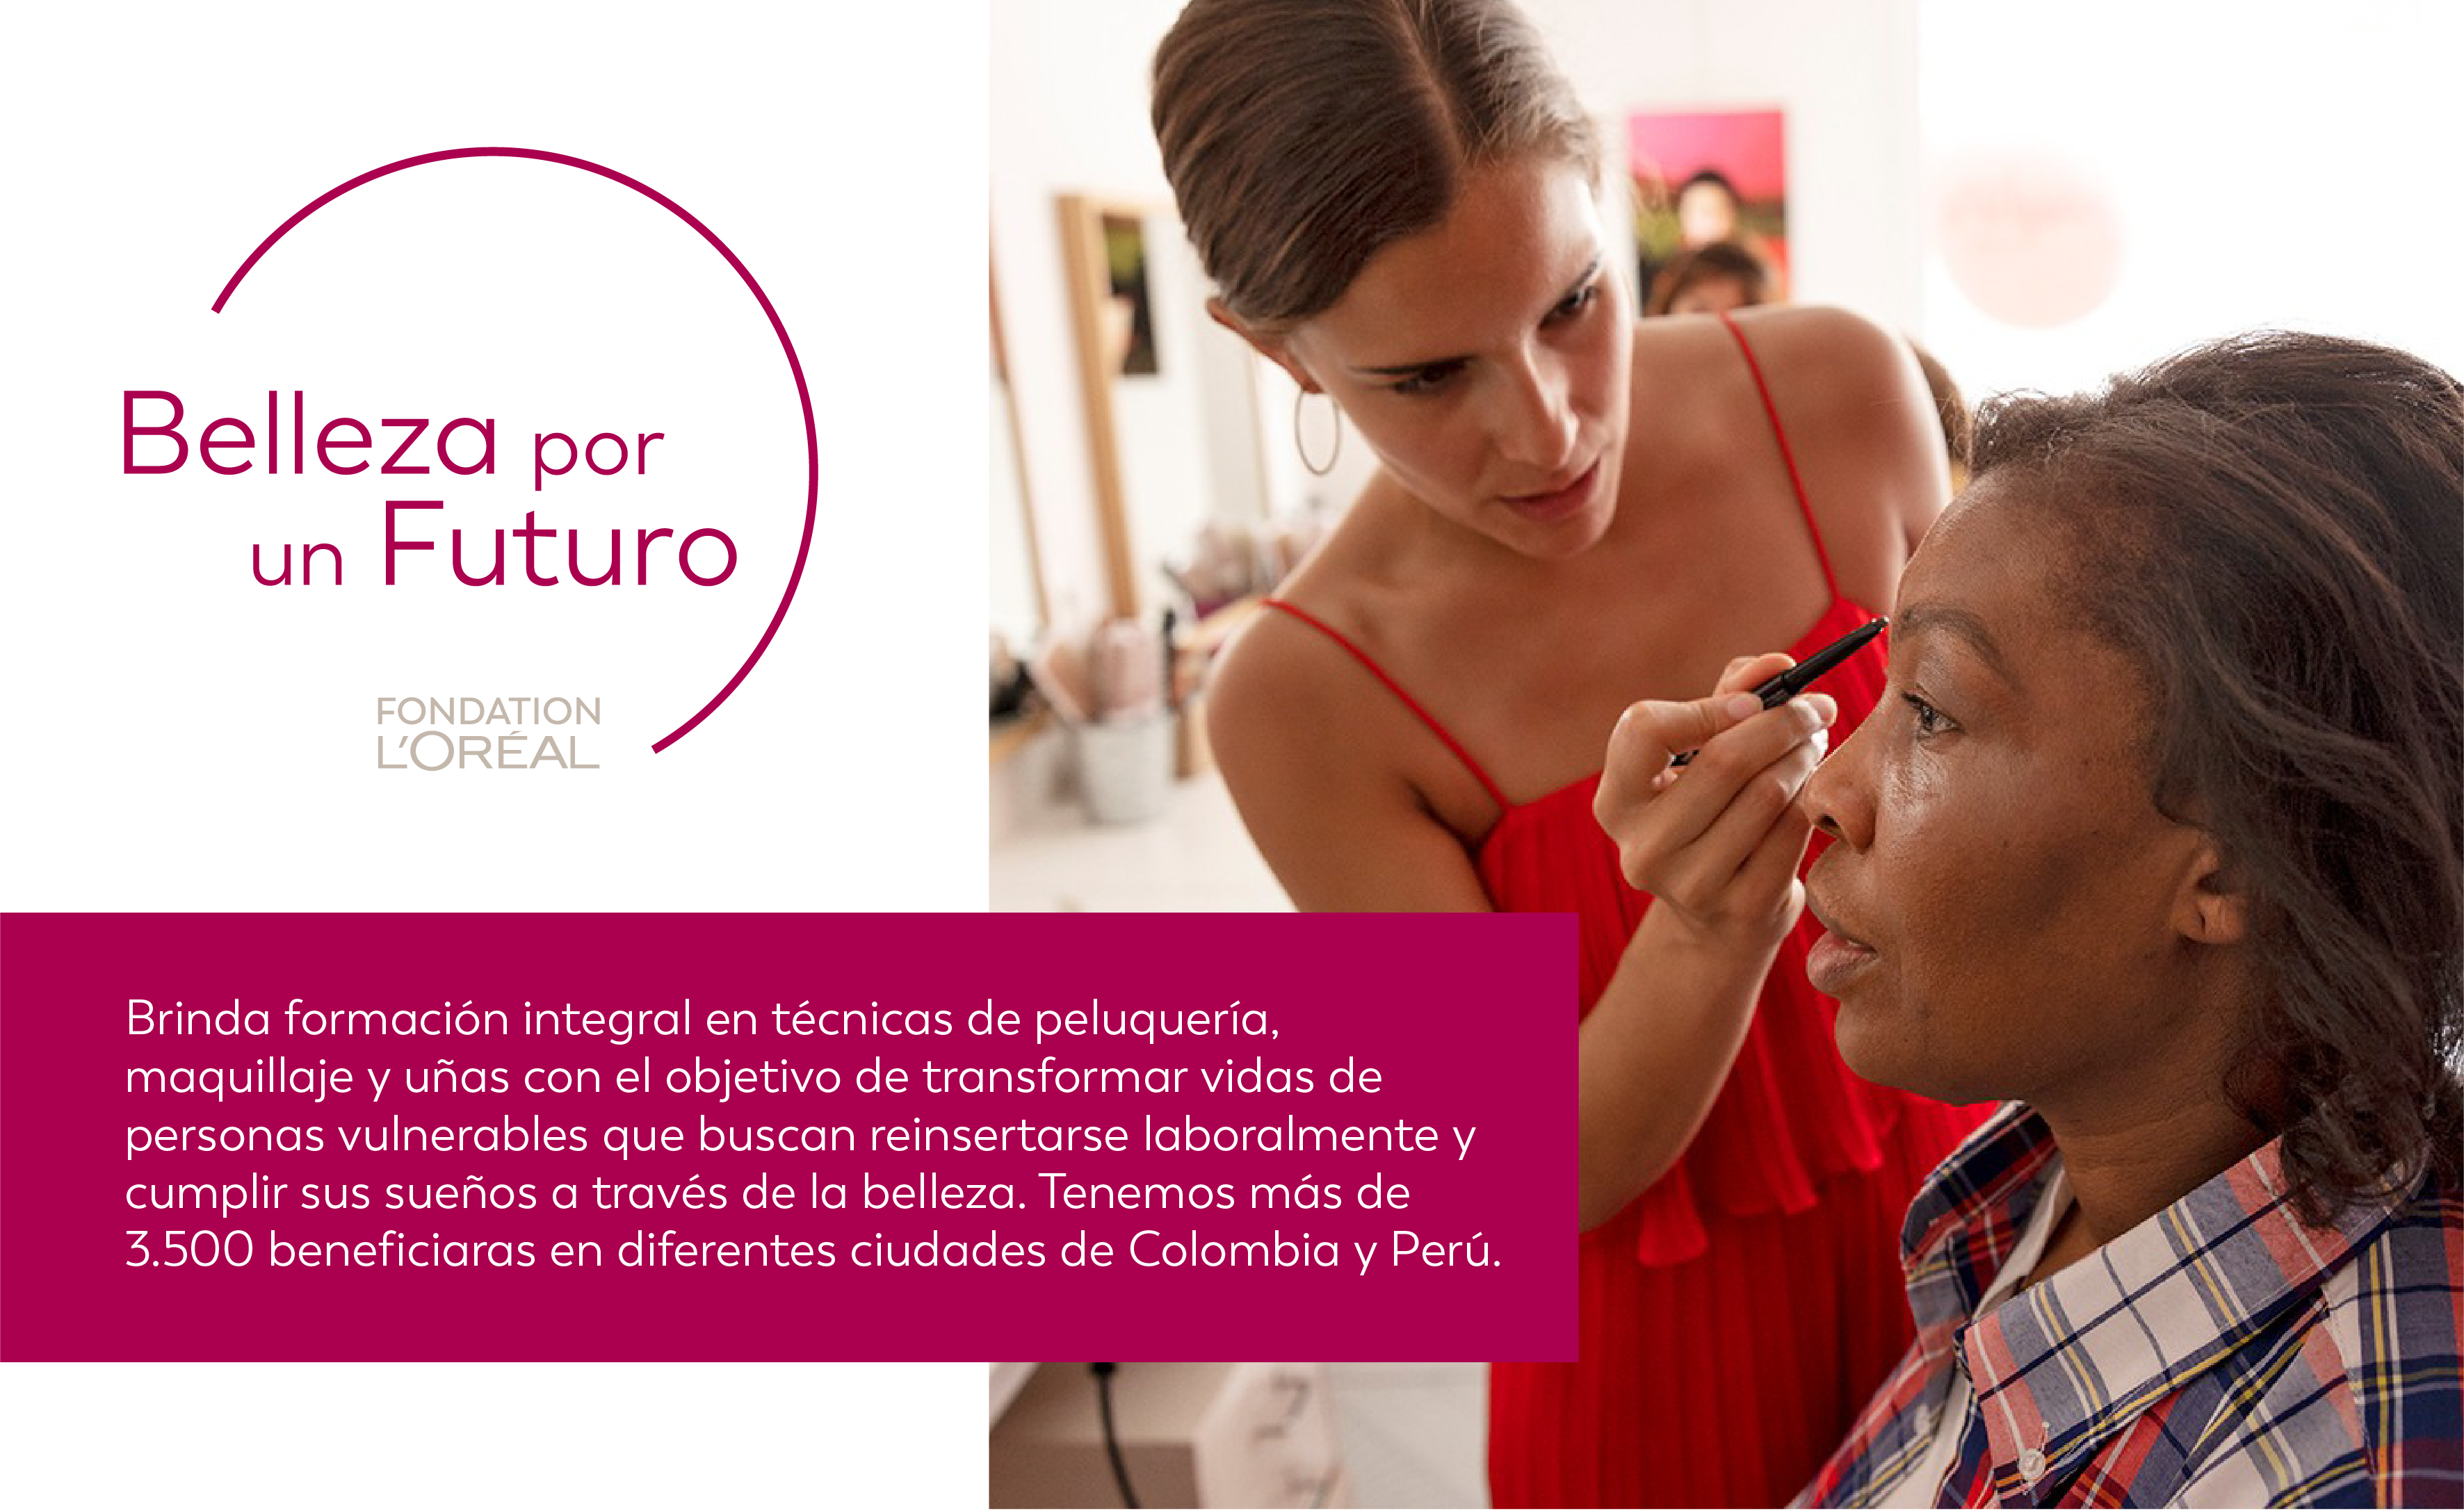 Belleza por
un Futuro
FONDATION
L'ORÉAL
Brinda formación integral en técnicas de peluquería,
maquillaje y uñas con el objetivo de transformar vidas de
personas vulnerables que buscan reinsertarse laboralmente y
cumplir sus sueños a través de la belleza. Tenemos más de
3.500 beneficiaras en diferentes ciudades de Colombia y Perú.